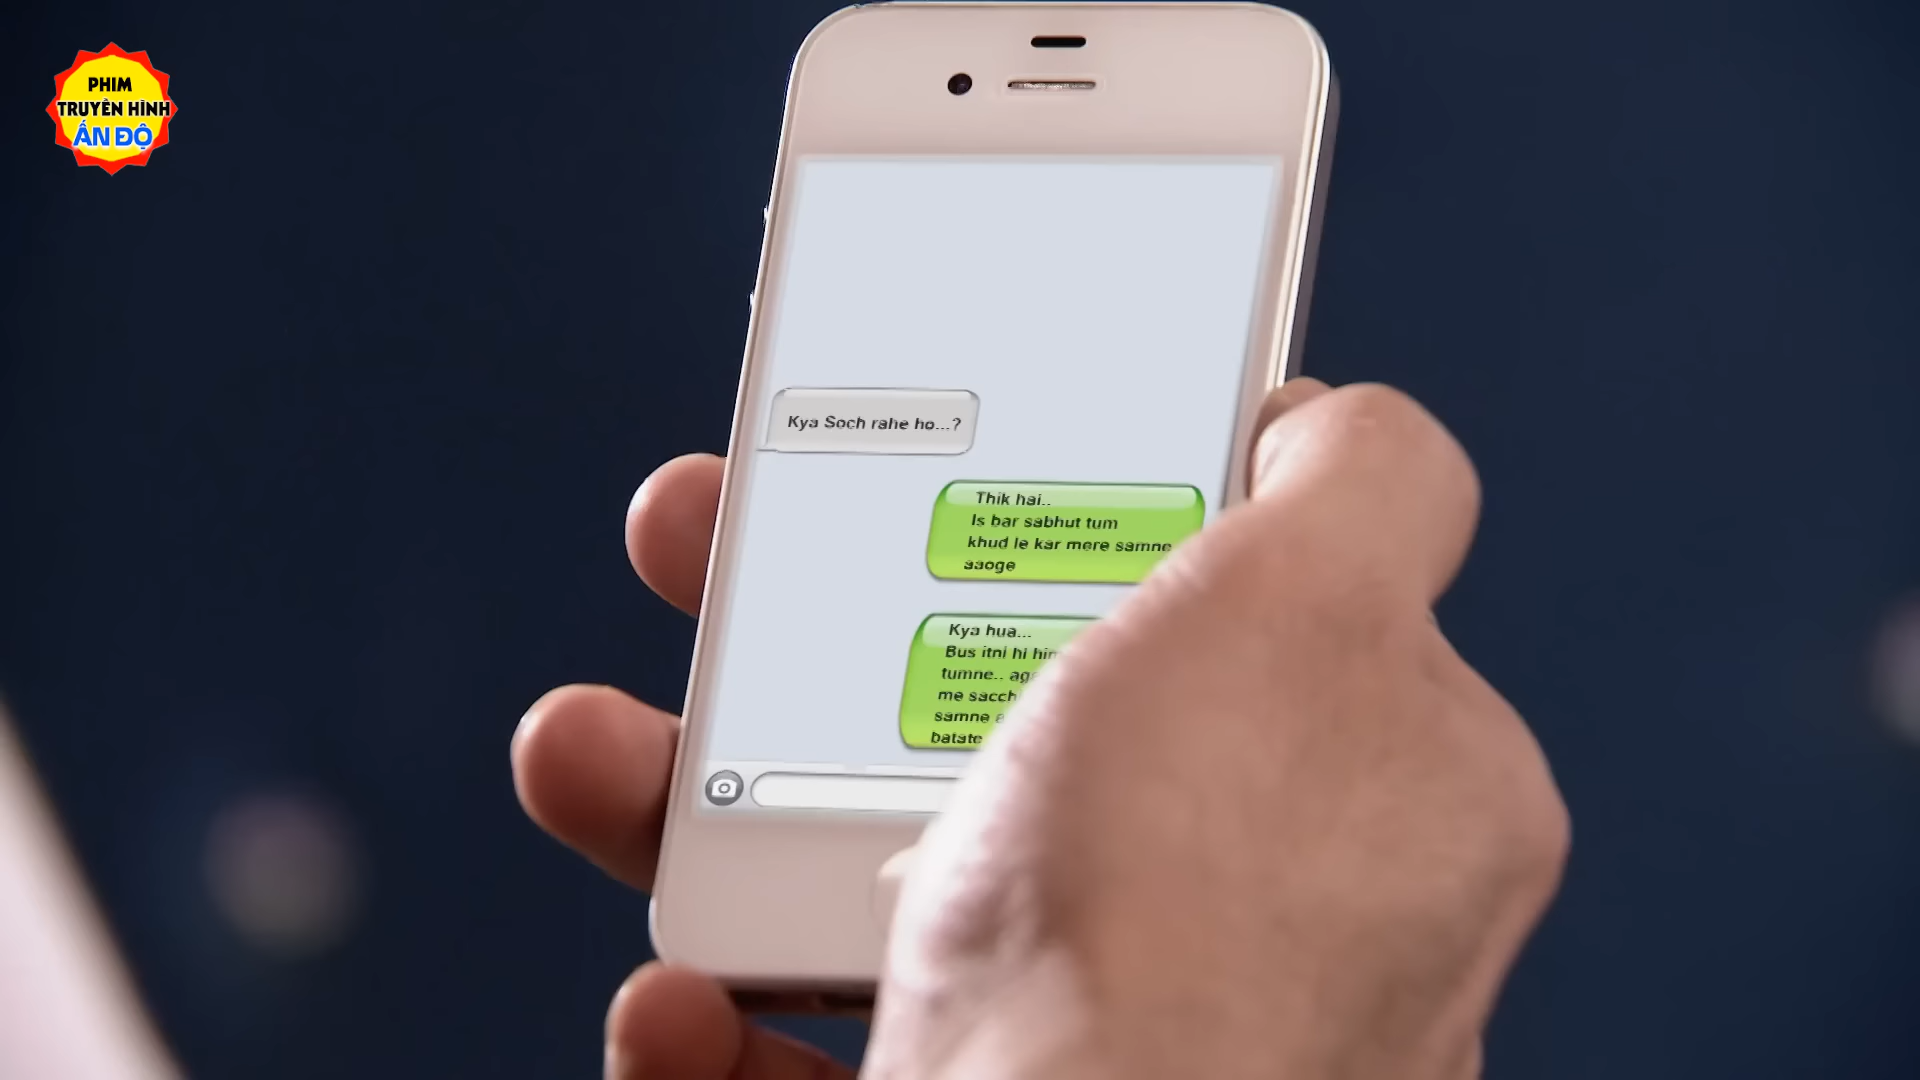 PHIM
TRUYỀN HÌNH
ẤN ĐỘ
Kya Soch rahe ho...?
Thik hai..
Is bar sabhut tum
khud le kar mere samne
aaoge
Kya hua...
Bus itni hi
tumne..
me
samne
batate